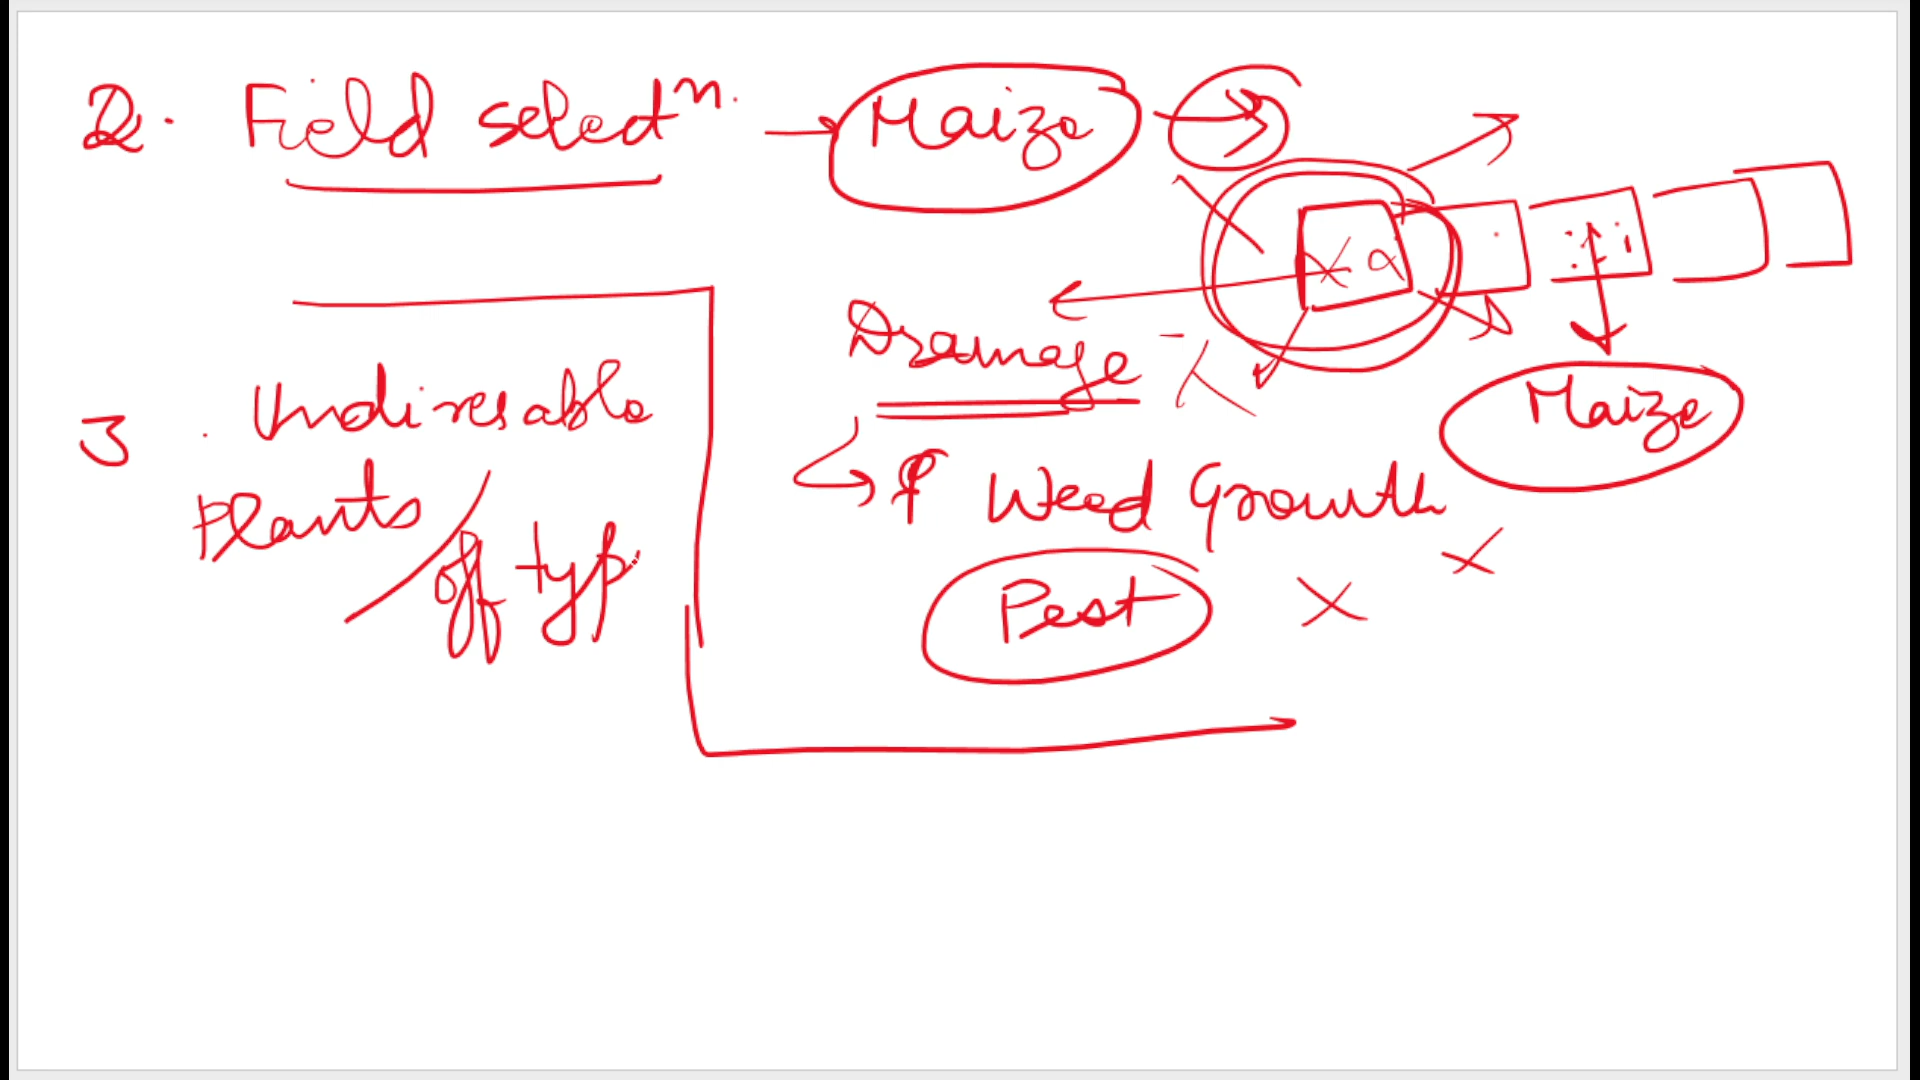 2. Field selectⁿ. → Maize →
Drainage
Maize
3. Undiresable
Plants / off typ
Weed Growth
Pest